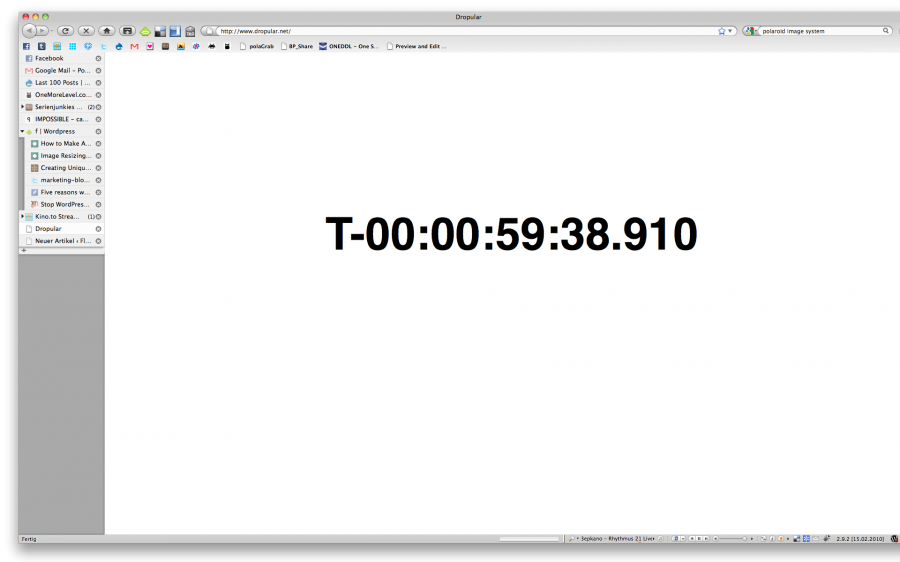 Dropular
http://www.dropular.net/
polaroid image system
polaGrab
BP_Share
ONEDDL - One S...
Preview and Edit ...
Facebook
Google Mail - Po...
Last 100 Posts | ...
OneMoreLevel.co...
Serienjunkies ... (2)
IMPOSSIBLE - ca...
f | Wordpress
How to Make A...
Image Resizing...
Creating Uniqu...
marketing-blo...
Five reasons w...
Stop WordPres...
Kino.to Strea... (1)
Dropular
Neuer Artikel ‹ Fl...
T-00:00:59:38.910
Fertig
Sepkano - Rhythmus 21 Live
2.9.2 [15.02.2010]